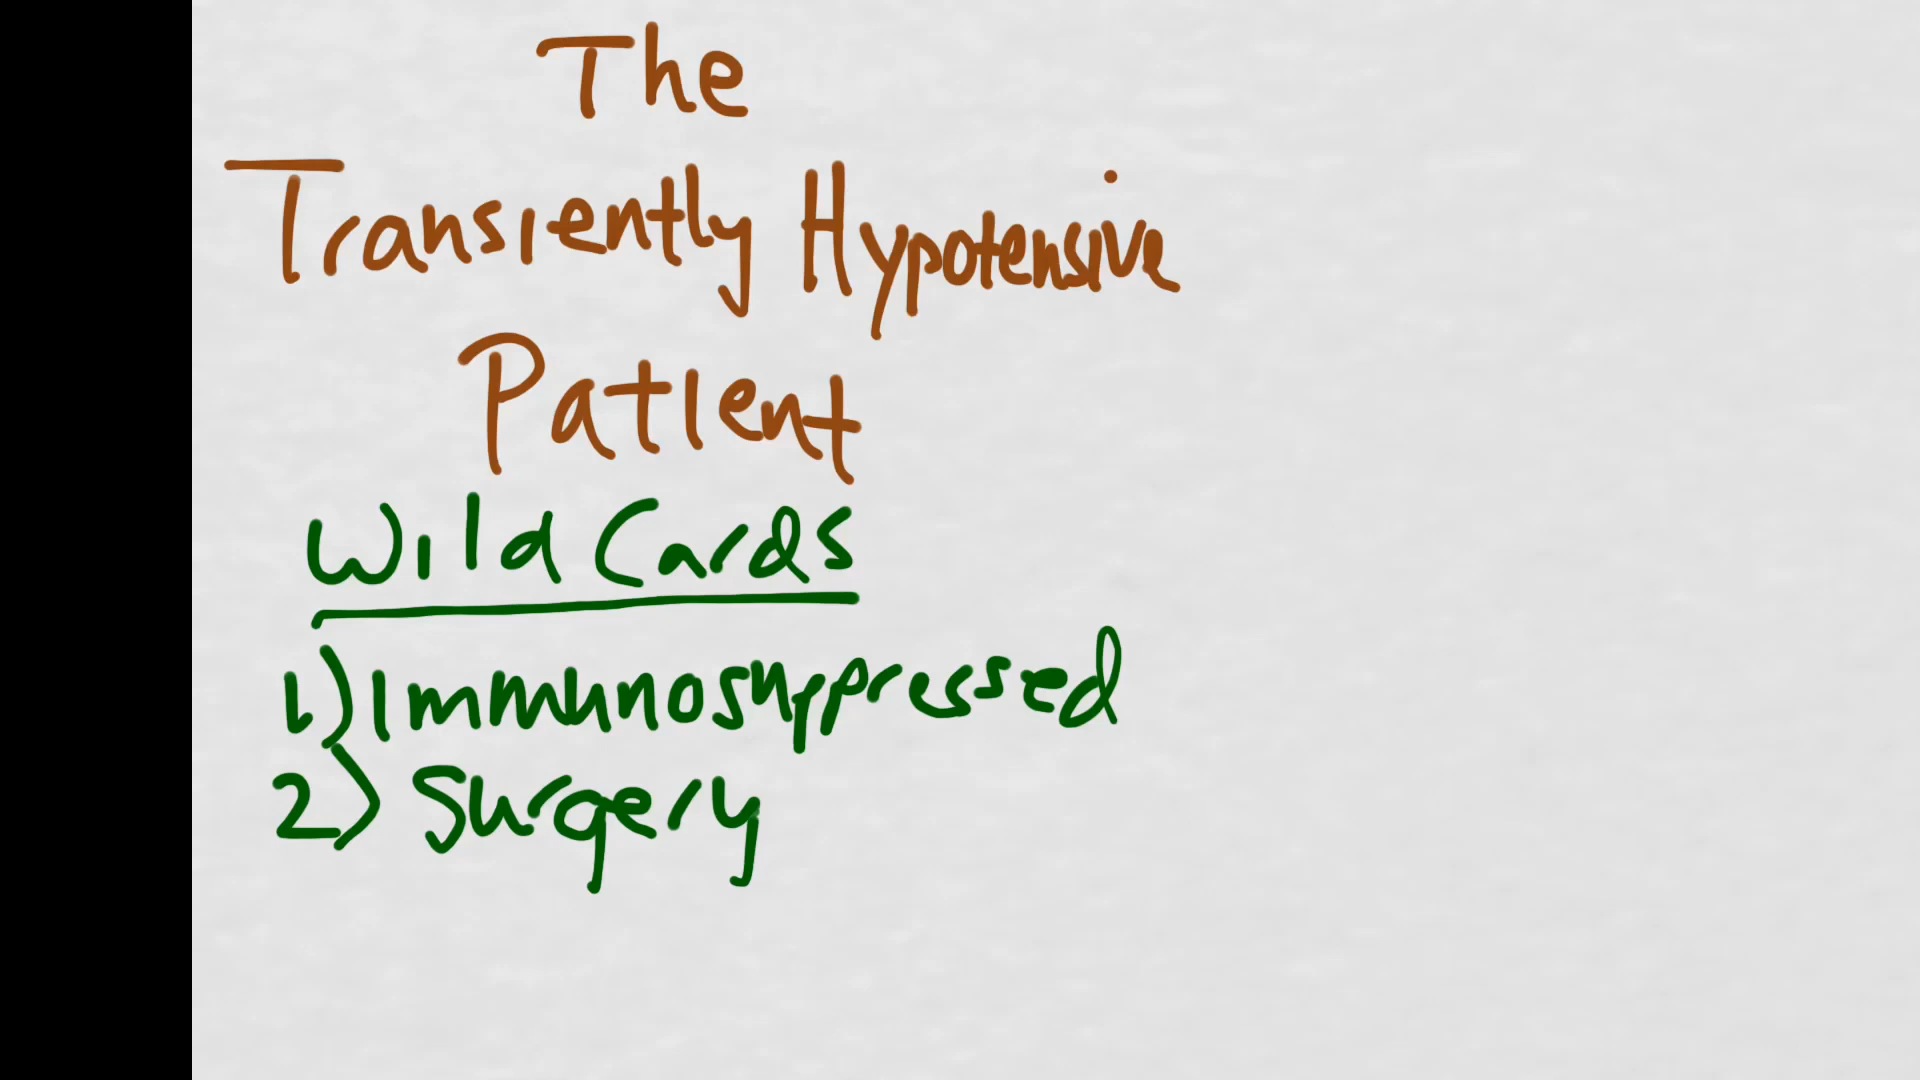 The
Transiently Hypotensive
Patient
Wild Cards
1) Immunosuppressed
2) Surgery